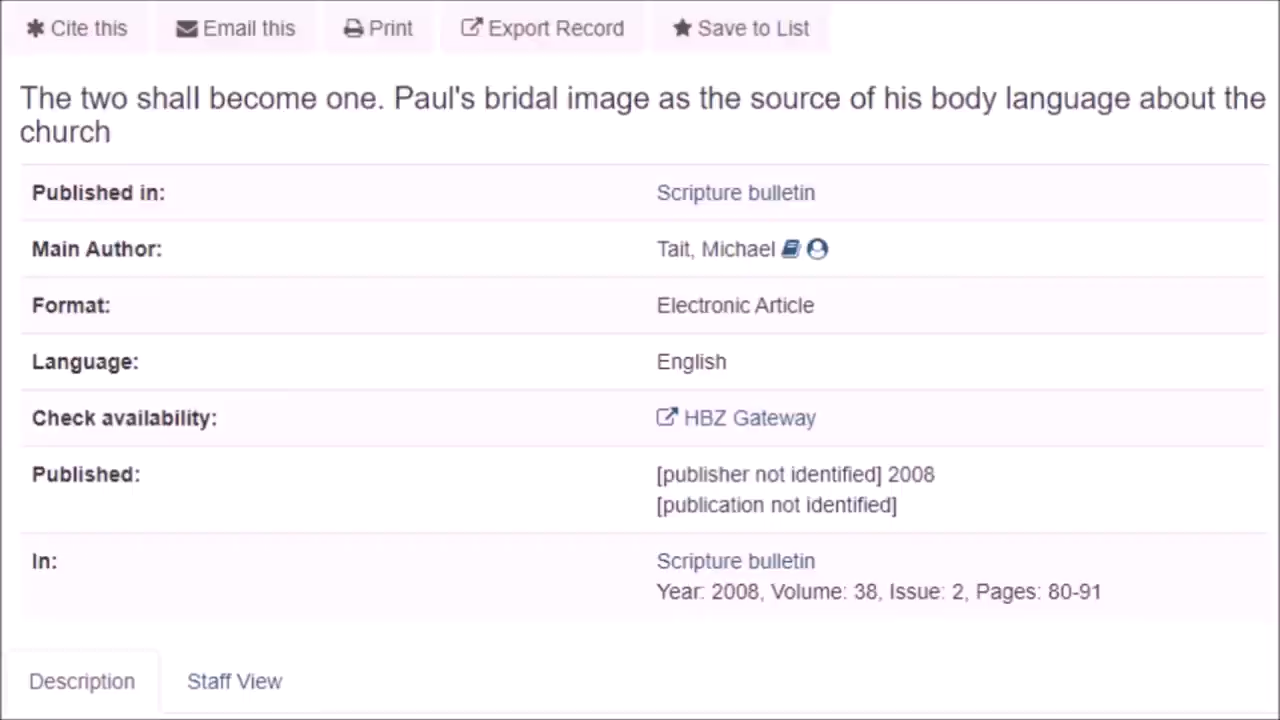 Cite this Email this Print Export Record Save to List
The two shall become one. Paul's bridal image as the source of his body language about the
church
Published in: Scripture bulletin
Main Author: Tait, Michael
Format: Electronic Article
Language: English
Check availability: HBZ Gateway
Published: [publisher not identified] 2008
[publication not identified]
In: Scripture bulletin
Year: 2008, Volume: 38, Issue: 2, Pages: 80-91
Description Staff View